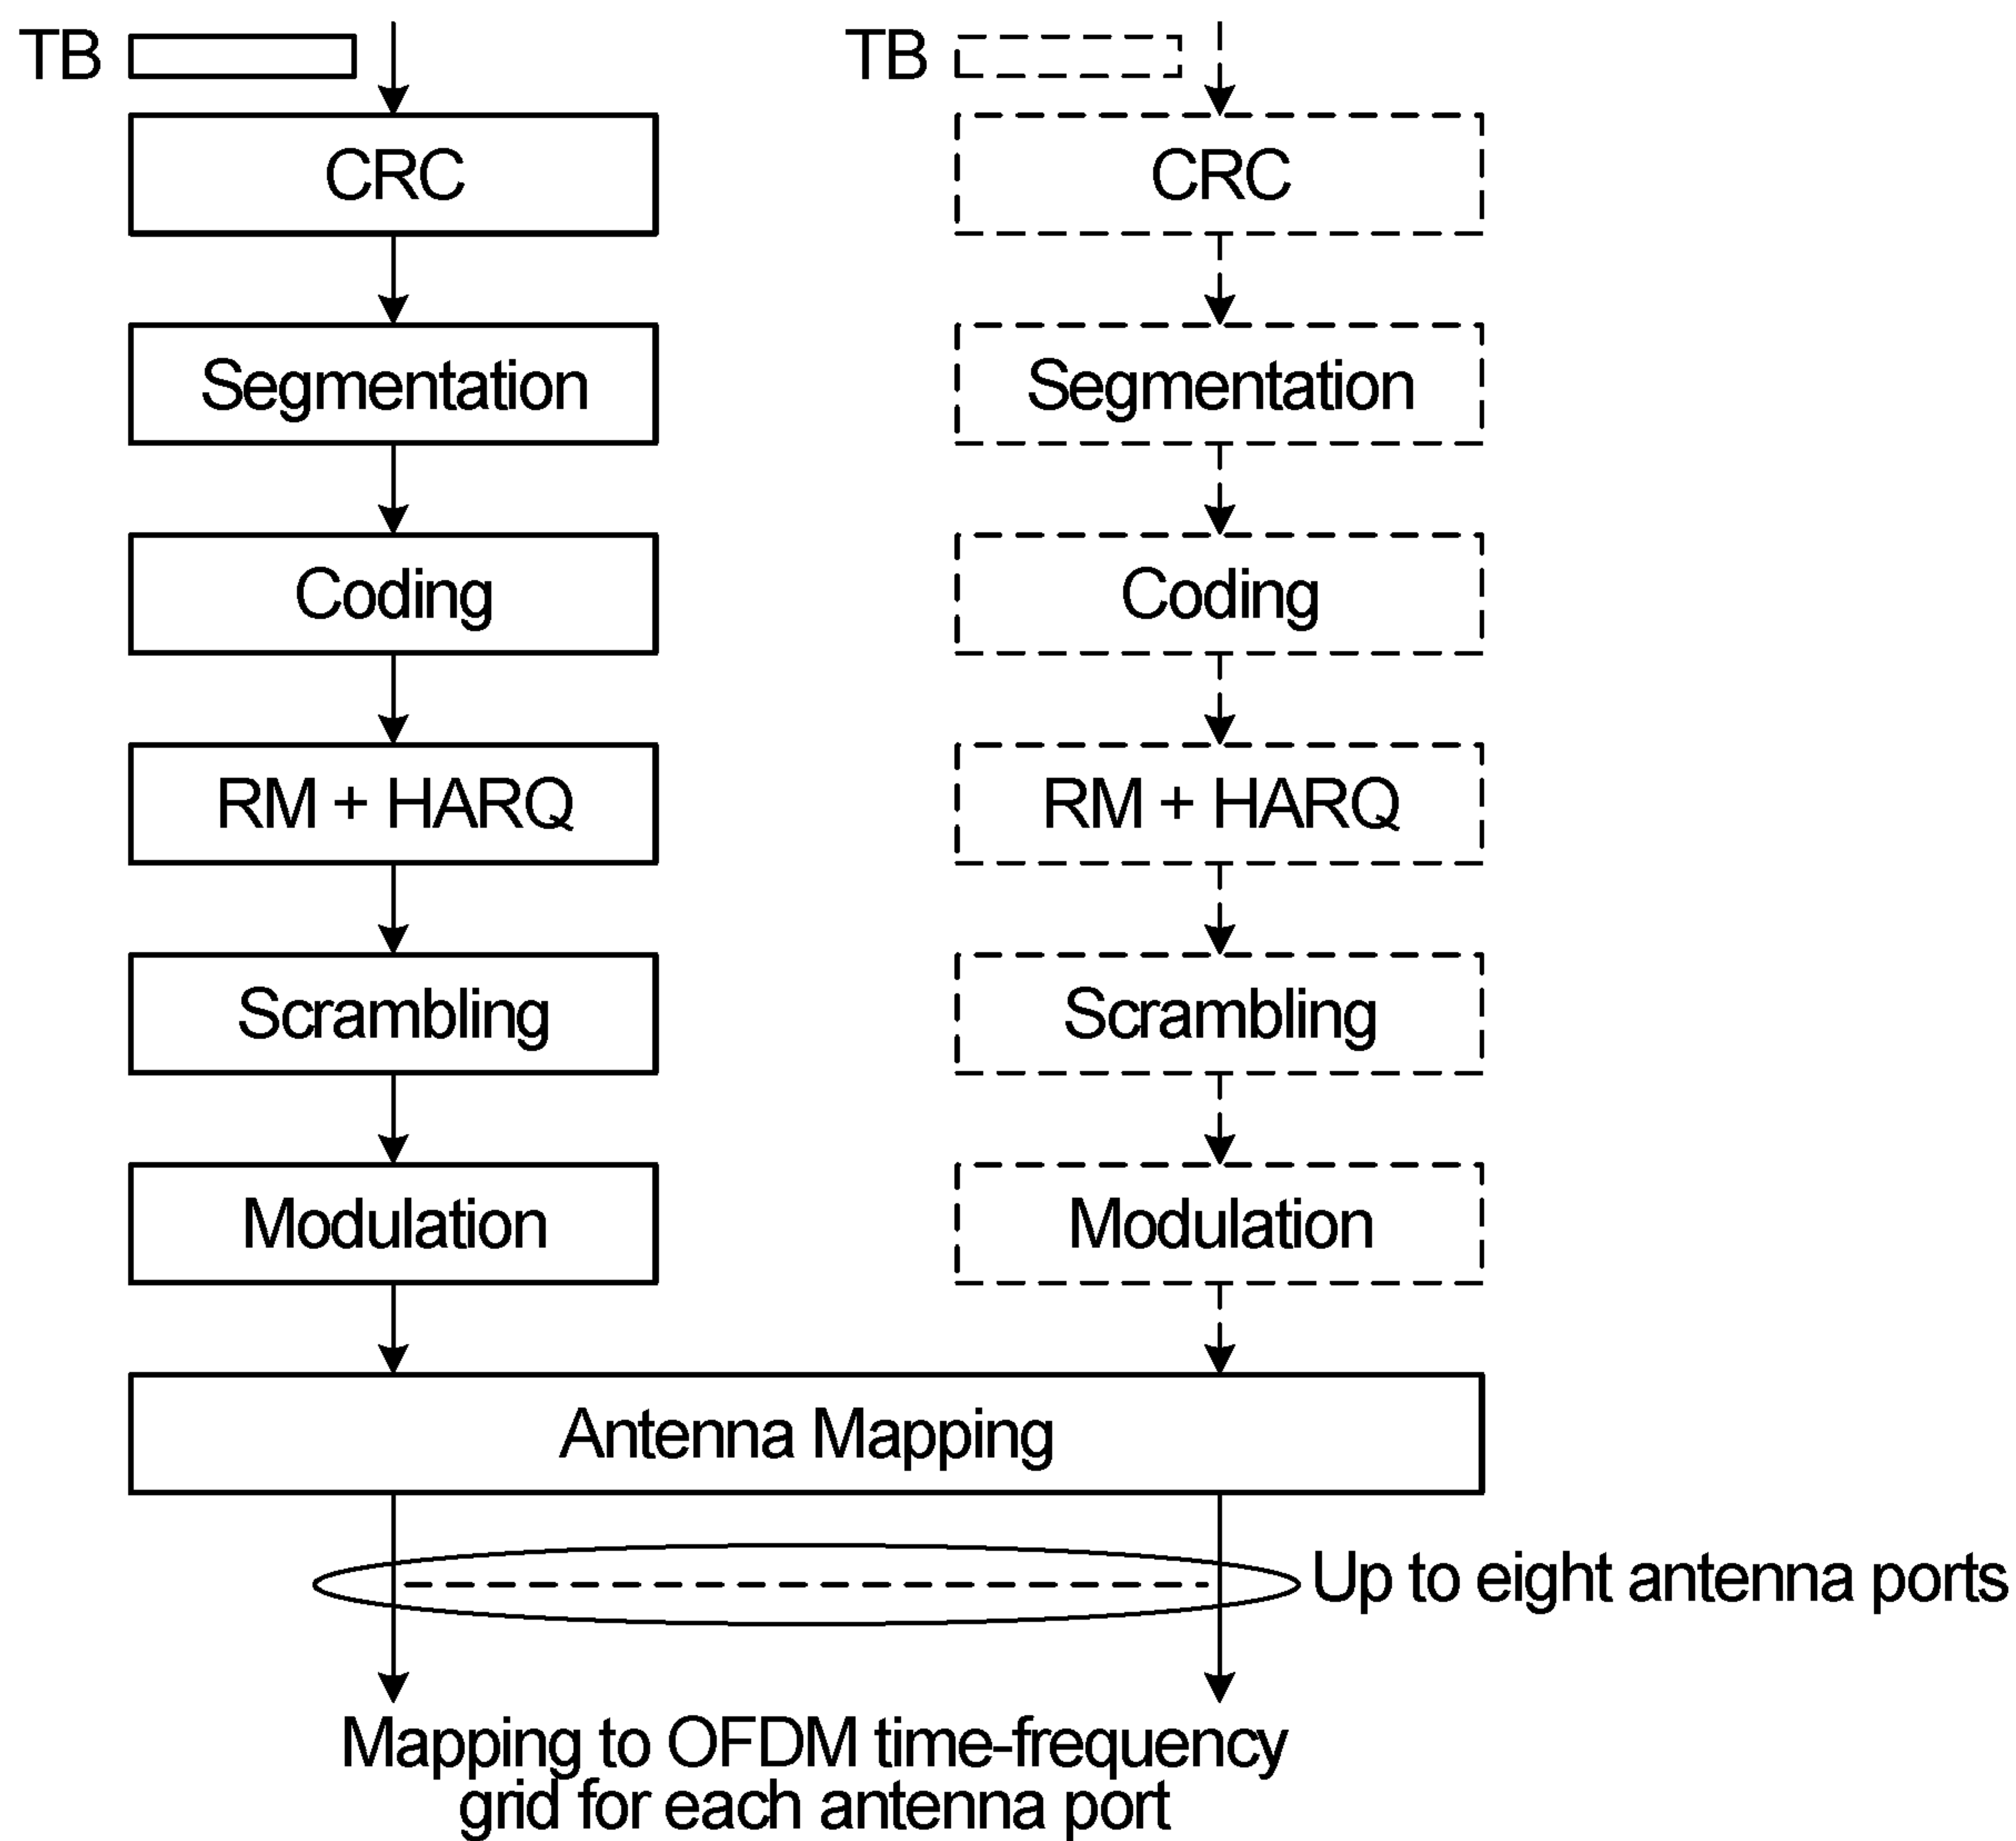 TB
TB
CRC
CRC
Segmentation
Segmentation
Coding
Coding
RM + HARQ
RM + HARQ
Scrambling
Scrambling
Modulation
Modulation
Antenna Mapping
Up to eight antenna ports
Mapping to OFDM time-frequency
grid for each antenna port